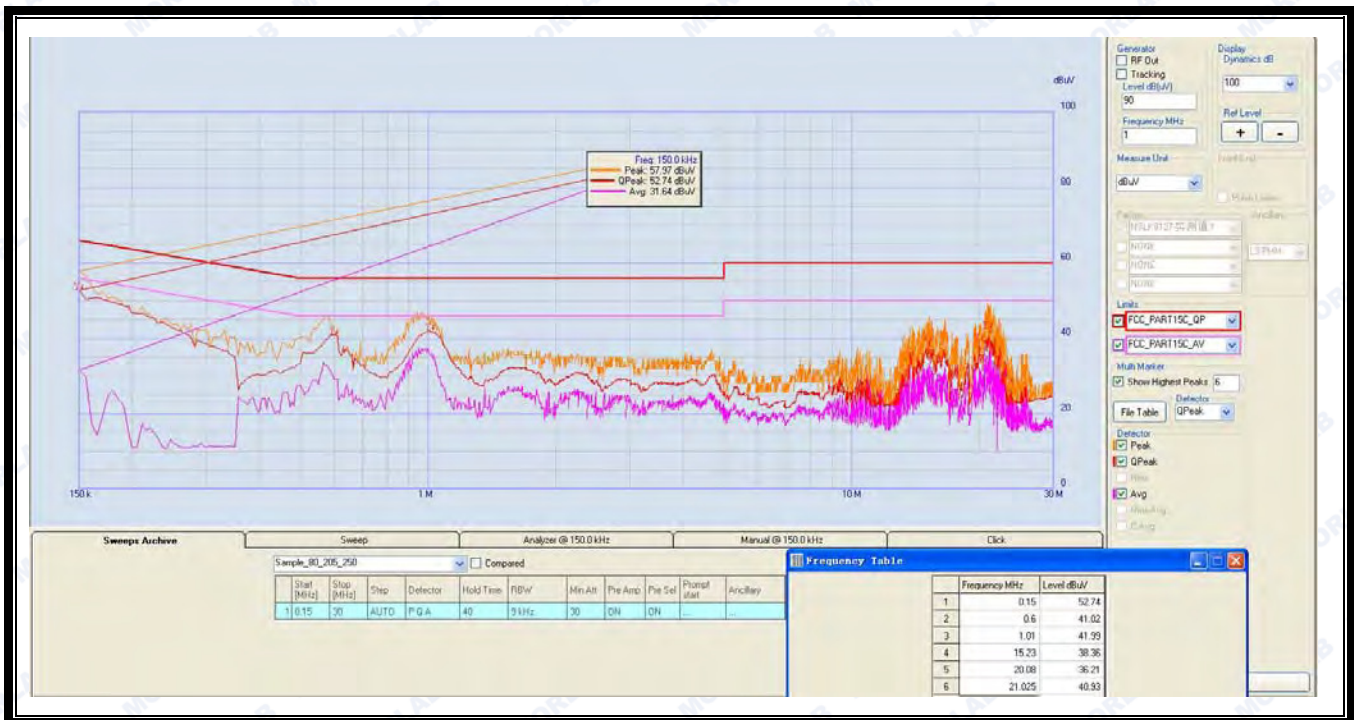 dBuV
100
80
60
40
20
0
150 k
1 M
10 M
30 M
Freq: 150.0 kHz
Peak: 57.97 dBuV
QPeak: 52.74 dBuV
Avg: 31.64 dBuV
Generator
RF Out
Tracking
Level dB(uV)
90
Frequency MHz
1
Display
Dynamics dB
100
Ref Level
+ -
Measure Unit
dBuV
NONE
NONE
NONE
Ancillary
Limits
FCC_PART15C_QP
FCC_PART15C_AV
Multi Marker
Show Highest Peaks 6
Detector
File Table QPeak
Detector
Peak
QPeak
Avg
Sweeps Archive Sweep Analyzer @ 150.0 kHz Manual @ 150.0 kHz Click
Sample_80_205_250 Compared
Start [MHz] Stop [MHz] Step Detector Hold Time RBW Min Att Pre Amp Pre Sel Prompt start Ancillary
1 0.15 30 AUTO P Q A 40 9 kHz 30 ON ON ... ...
Frequency Table
Frequency MHz Level dBuV
1 0.15 52.74
2 0.6 41.02
3 1.01 41.99
4 15.23 38.36
5 20.08 36.21
6 21.025 40.93